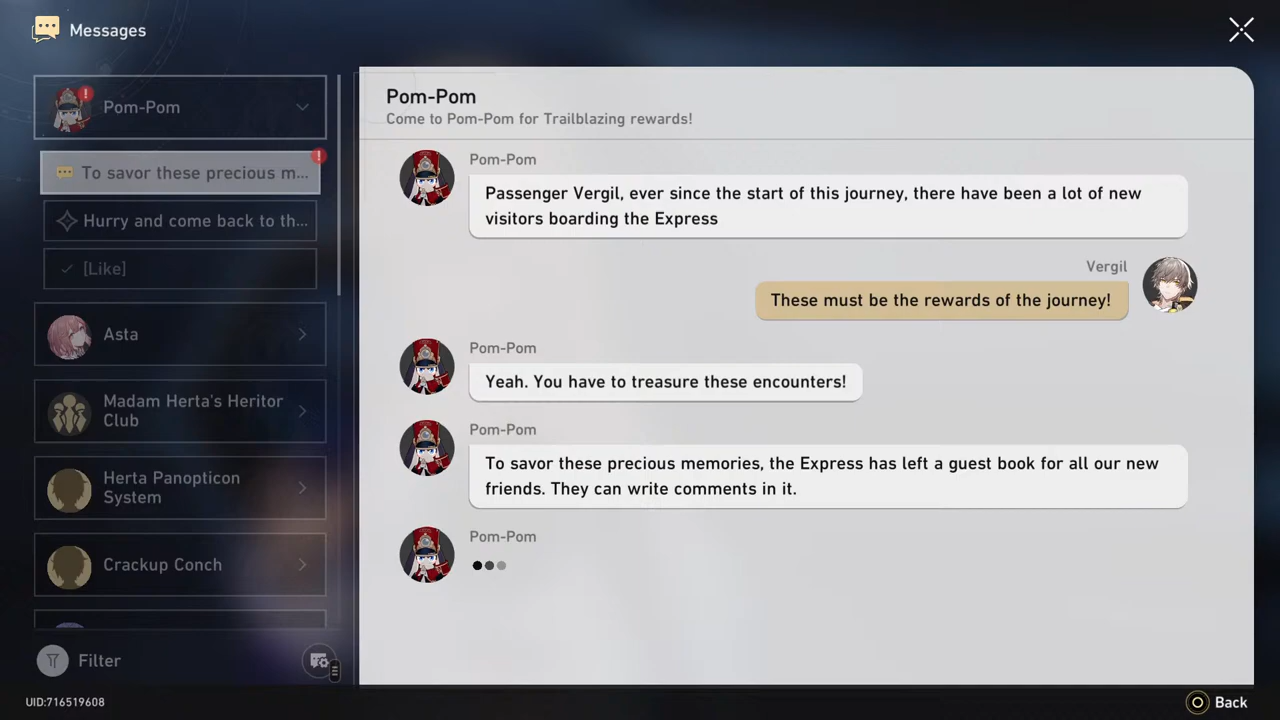 Messages
Pom-Pom
To savor these precious m...
Hurry and come back to th...
[Like]
Asta
Madam Herta's Heritor
Club
Herta Panopticon
System
Crackup Conch
Filter
Pom-Pom
Come to Pom-Pom for Trailblazing rewards!
Pom-Pom
Passenger Vergil, ever since the start of this journey, there have been a lot of new
visitors boarding the Express
Vergil
These must be the rewards of the journey!
Pom-Pom
Yeah. You have to treasure these encounters!
Pom-Pom
To savor these precious memories, the Express has left a guest book for all our new
friends. They can write comments in it.
Pom-Pom
UID:716519608
Back